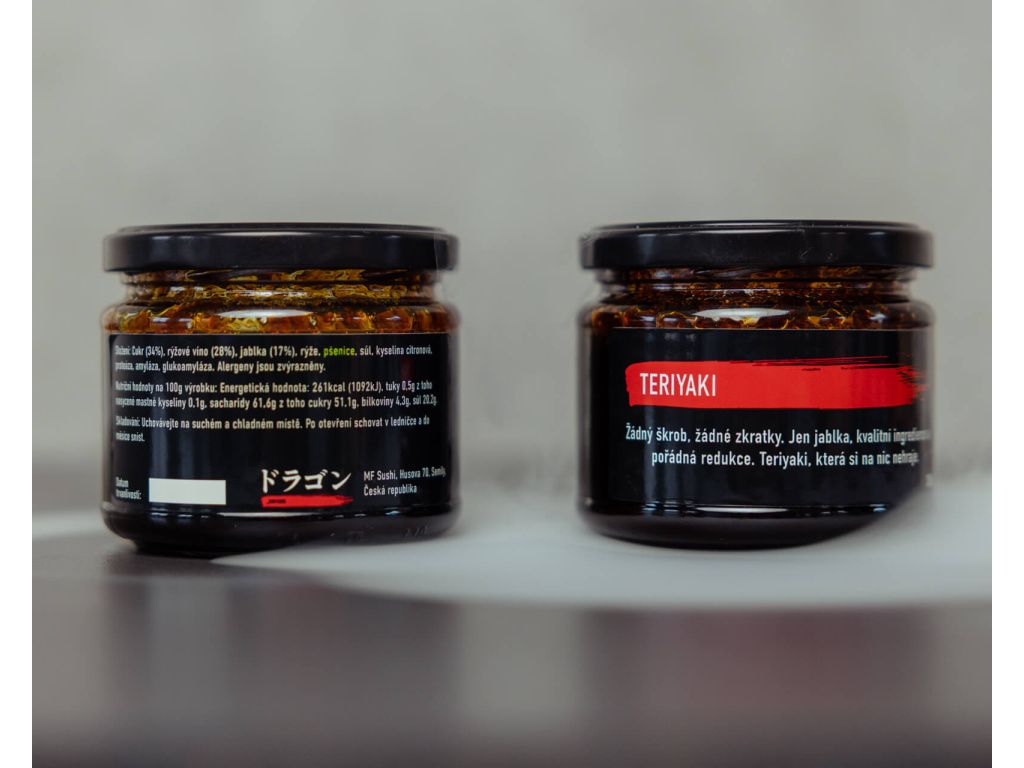 Složení: Cukr (34%), rýžové víno (28%), jablka (17%), rýže, pšenice, sůl, kyselina citronová,
proteáza, amyláza, glukoamyláza. Alergeny jsou zvýrazněny.
Nutriční hodnoty na 100g výrobku: Energetická hodnota: 261kcal (1092kJ), tuky 0,5g z toho
nasycené mastné kyseliny 0,1g, sacharidy 61,6g z toho cukry 51,1g, bílkoviny 4,3g, sůl 20,2g.
Skladování: Uchovávejte na suchém a chladném místě. Po otevření schovat v ledničce a do
měsíce sníst.
Datum
trvanlivosti:
ドラゴン
MF Sushi, Husova 70, Semily,
Česká republika
TERIYAKI
Žádný škrob, žádné zkratky. Jen jablka, kvalitní
pořádná redukce. Teriyaki, která si na nic nehraje.